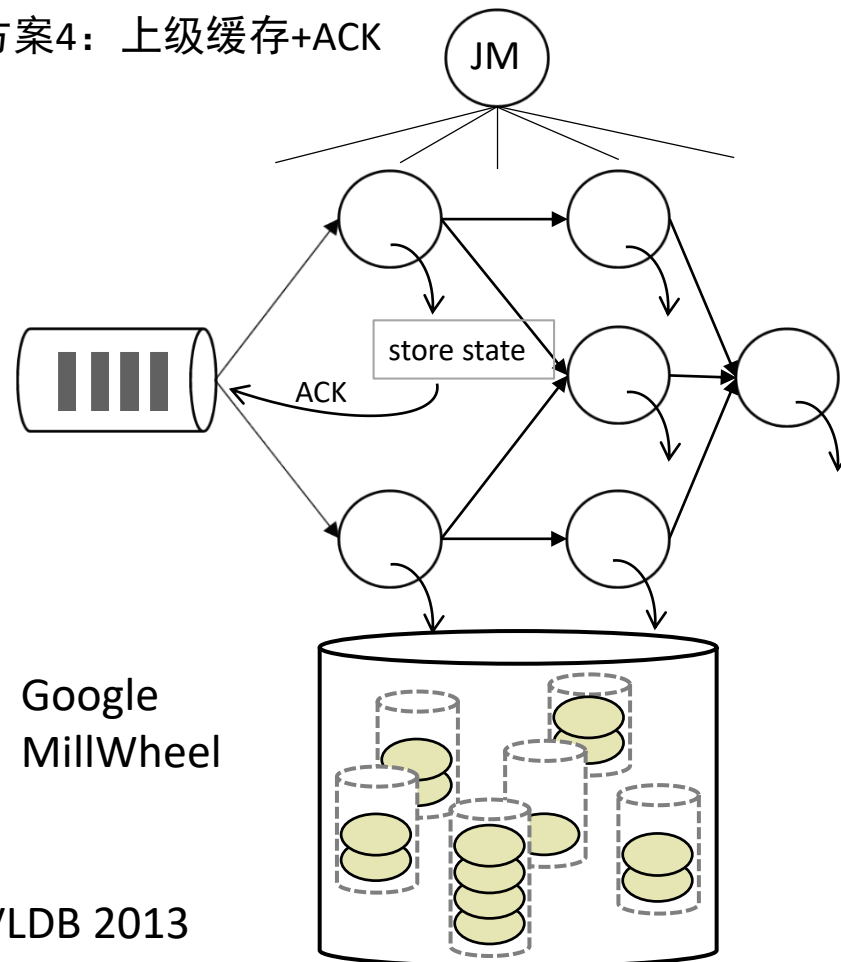 方案4：上级缓存+ACK
JM
store state
ACK
Google
MillWheel
VLDB 2013